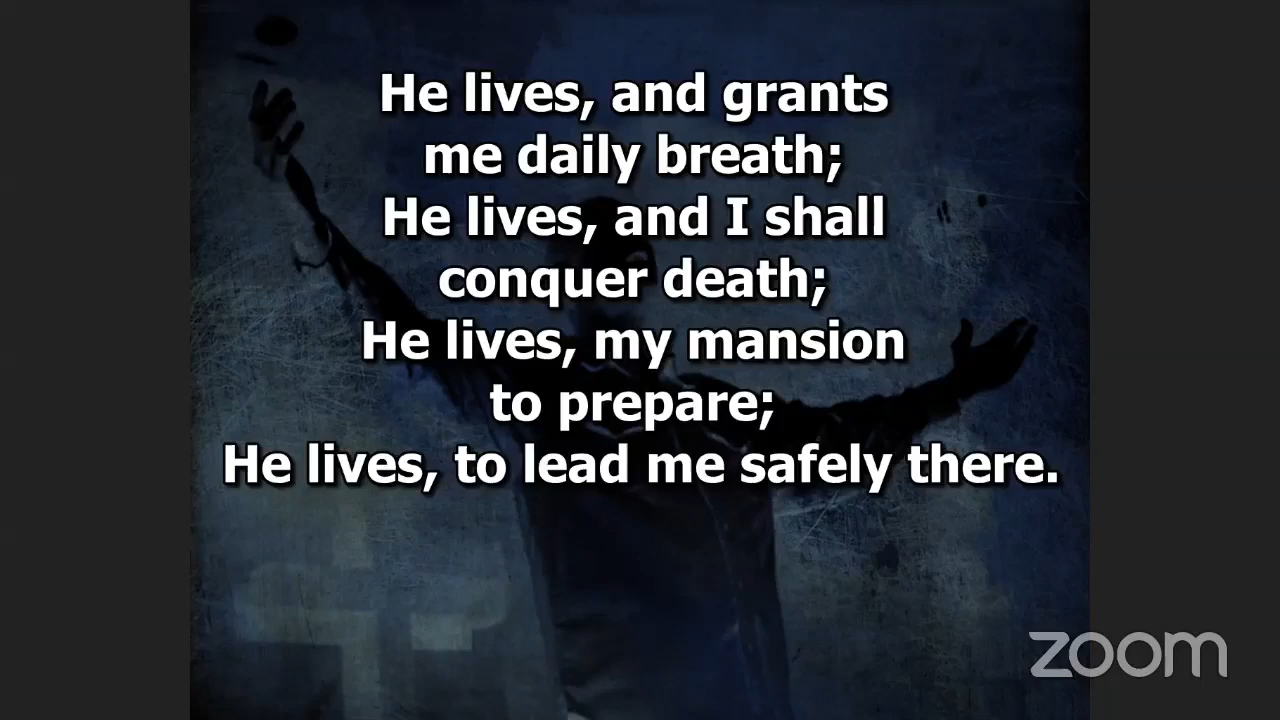 He lives, and grants
me daily breath;
He lives, and I shall
conquer death;
He lives, my mansion
to prepare;
He lives, to lead me safely there.
zoom